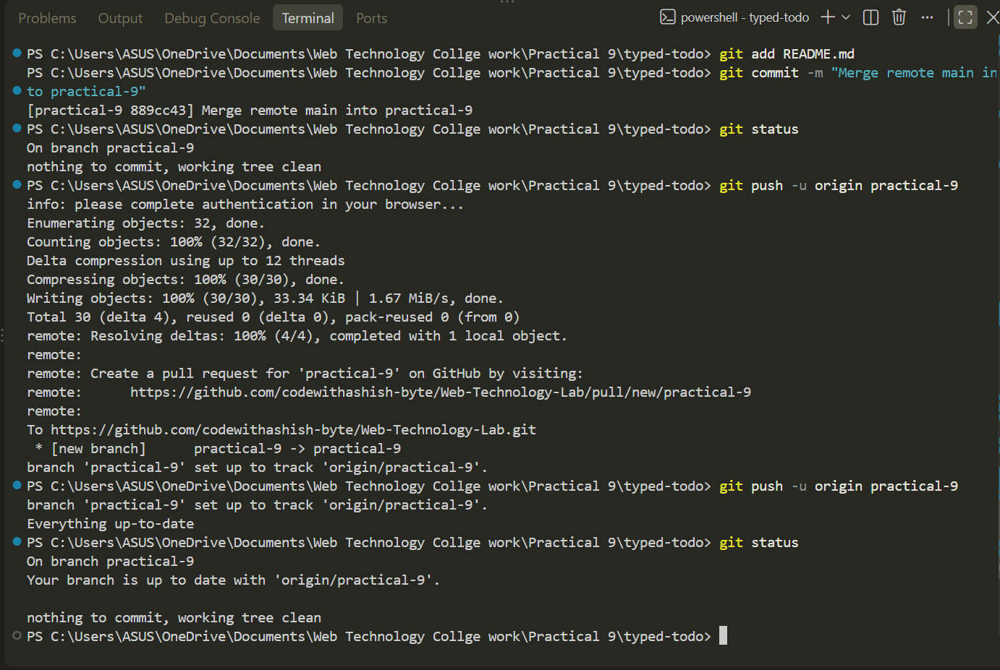 Problems Output Debug Console Terminal Ports powershell - typed-todo
PS C:\Users\ASUS\OneDrive\Documents\Web Technology Collge work\Practical 9\typed-todo> git add README.md
PS C:\Users\ASUS\OneDrive\Documents\Web Technology Collge work\Practical 9\typed-todo> git commit -m "Merge remote main in
to practical-9"
[practical-9 889cc43] Merge remote main into practical-9
PS C:\Users\ASUS\OneDrive\Documents\Web Technology Collge work\Practical 9\typed-todo> git status
On branch practical-9
nothing to commit, working tree clean
PS C:\Users\ASUS\OneDrive\Documents\Web Technology Collge work\Practical 9\typed-todo> git push -u origin practical-9
info: please complete authentication in your browser...
Enumerating objects: 32, done.
Counting objects: 100% (32/32), done.
Delta compression using up to 12 threads
Compressing objects: 100% (30/30), done.
Writing objects: 100% (30/30), 33.34 KiB | 1.67 MiB/s, done.
Total 30 (delta 4), reused 0 (delta 0), pack-reused 0 (from 0)
remote: Resolving deltas: 100% (4/4), completed with 1 local object.
remote:
remote: Create a pull request for 'practical-9' on GitHub by visiting:
remote:      https://github.com/codewithashish-byte/Web-Technology-Lab/pull/new/practical-9
remote:
To https://github.com/codewithashish-byte/Web-Technology-Lab.git
 * [new branch]      practical-9 -> practical-9
branch 'practical-9' set up to track 'origin/practical-9'.
PS C:\Users\ASUS\OneDrive\Documents\Web Technology Collge work\Practical 9\typed-todo> git push -u origin practical-9
branch 'practical-9' set up to track 'origin/practical-9'.
Everything up-to-date
PS C:\Users\ASUS\OneDrive\Documents\Web Technology Collge work\Practical 9\typed-todo> git status
On branch practical-9
Your branch is up to date with 'origin/practical-9'.
nothing to commit, working tree clean
PS C:\Users\ASUS\OneDrive\Documents\Web Technology Collge work\Practical 9\typed-todo>